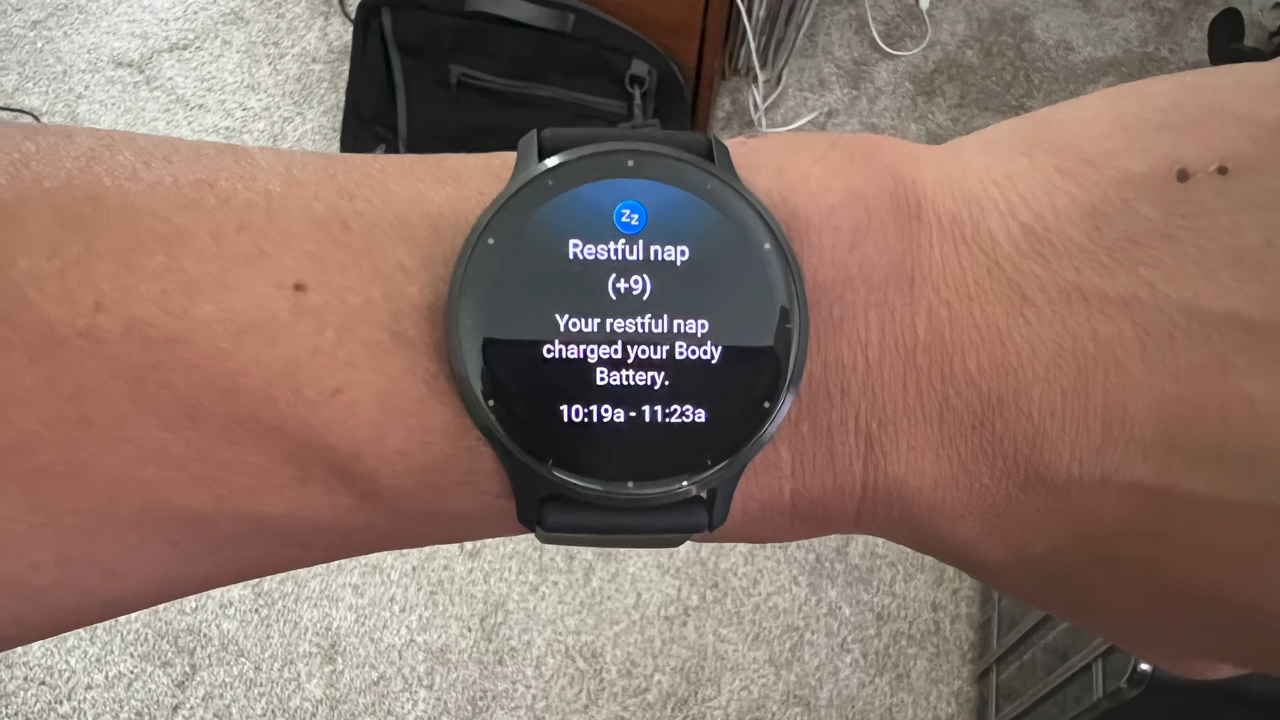 Zz
Restful nap
(+9)
Your restful nap
charged your Body
Battery.
10:19a - 11:23a